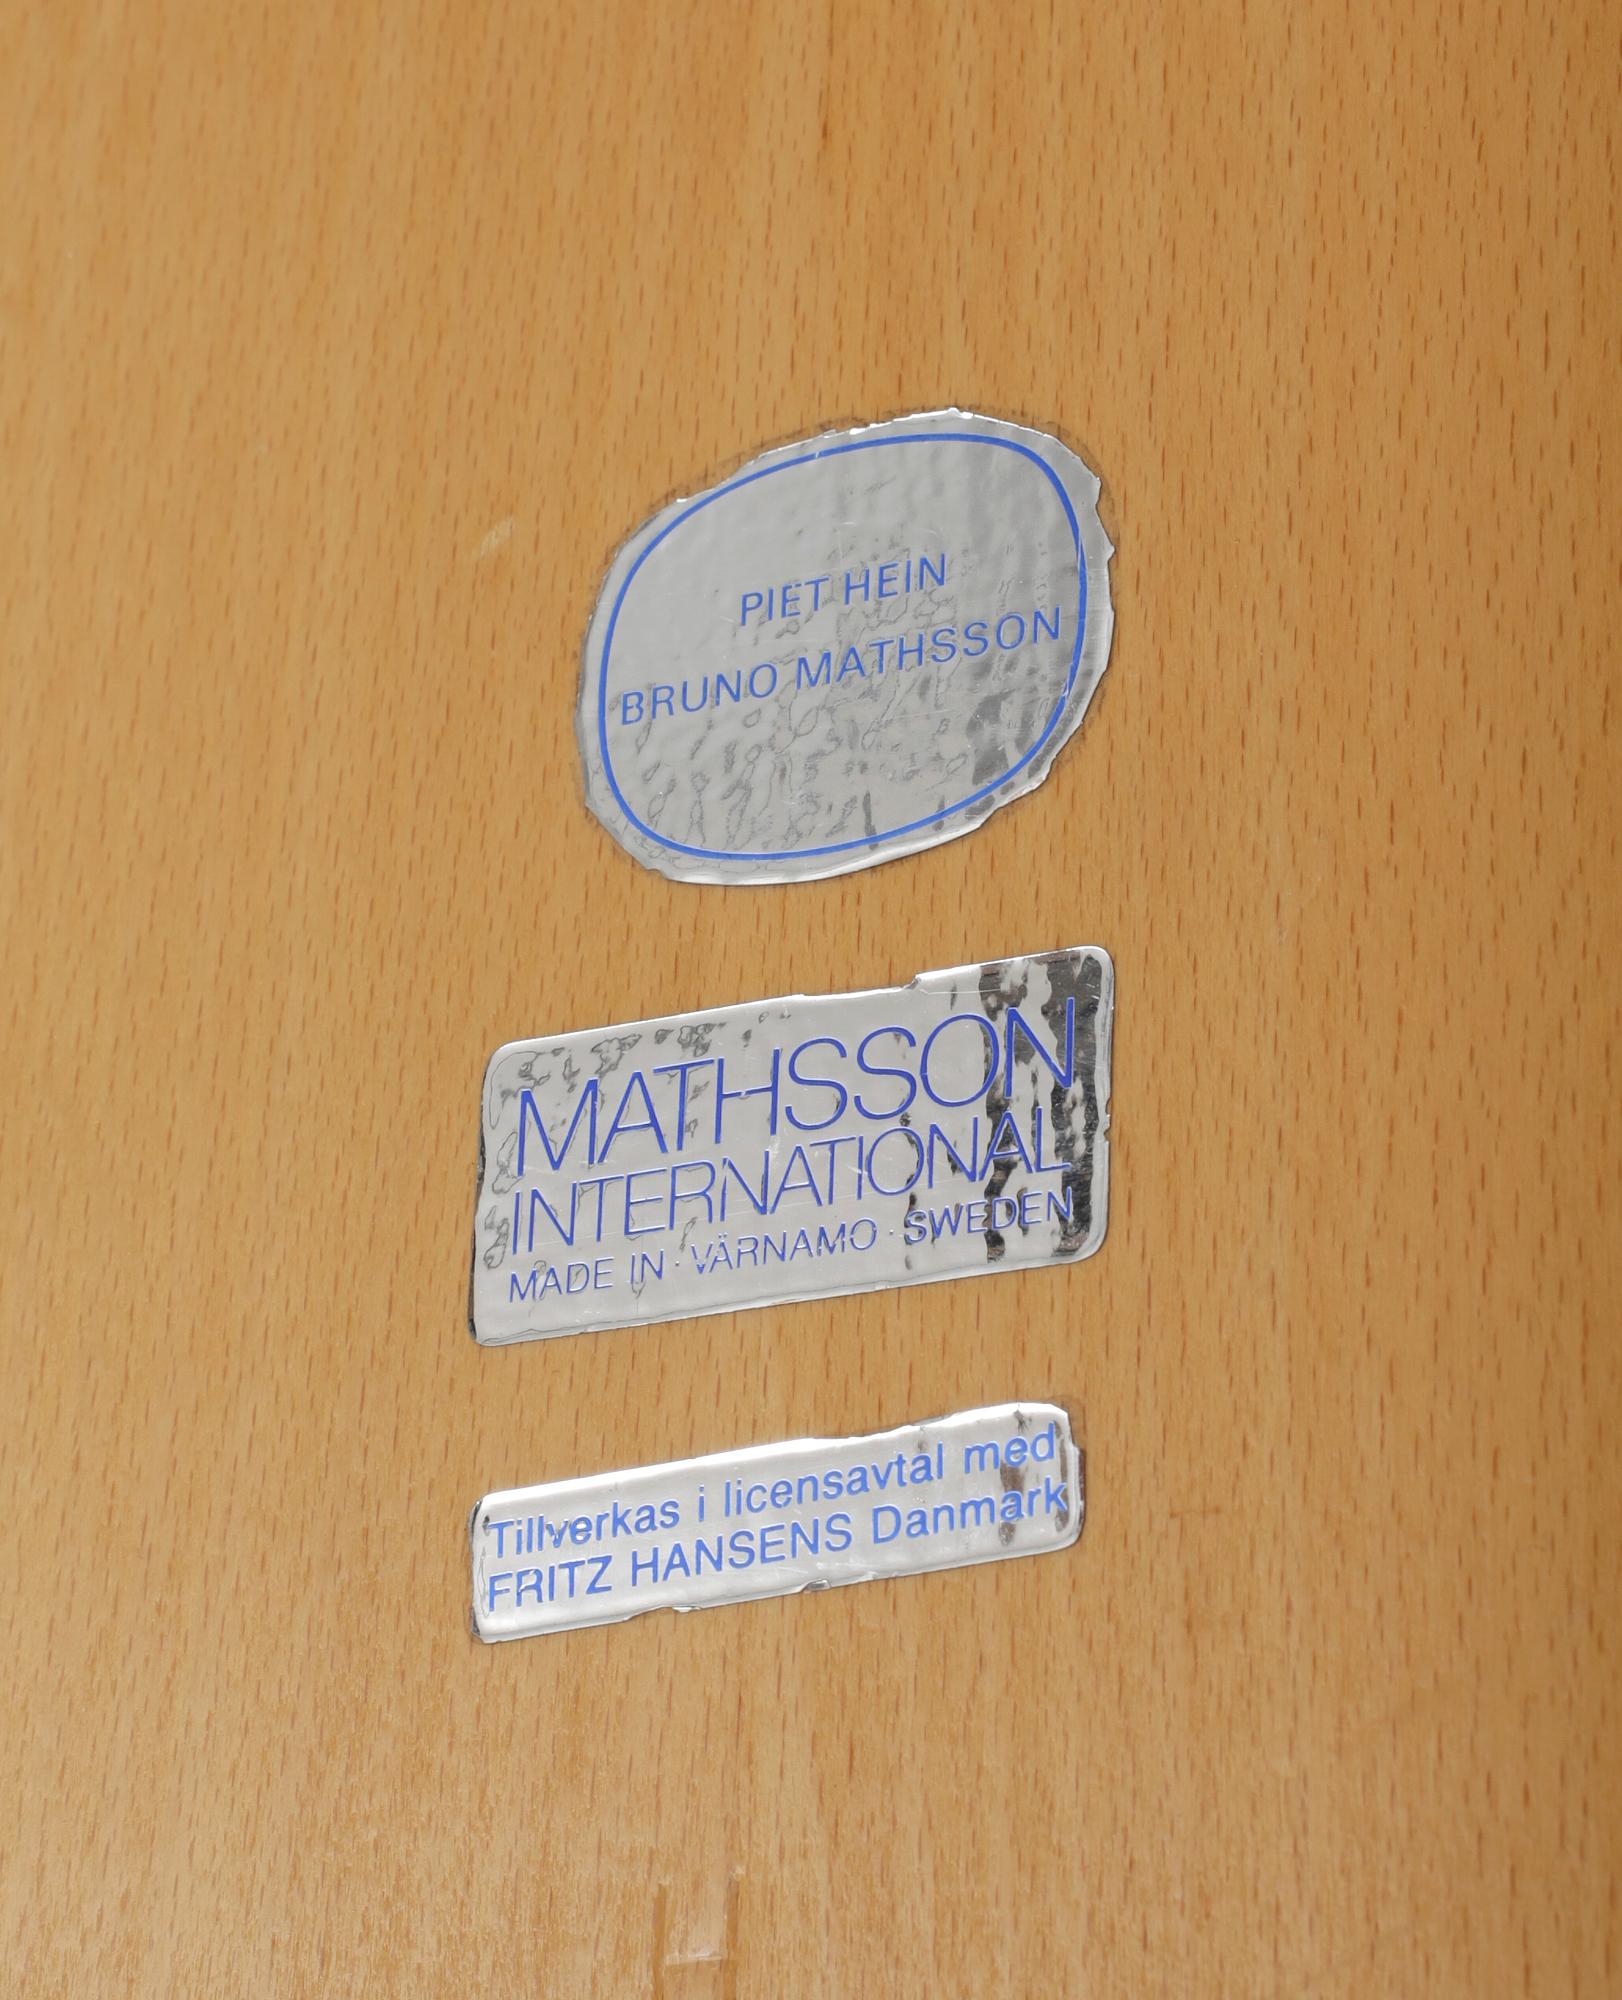 PIET HEIN
BRUNO MATHSSON
MATHSSON
INTERNATIONAL
MADE IN · VÄRNAMO · SWEDEN
Tillverkas i licensavtal med
FRITZ HANSENS Danmark